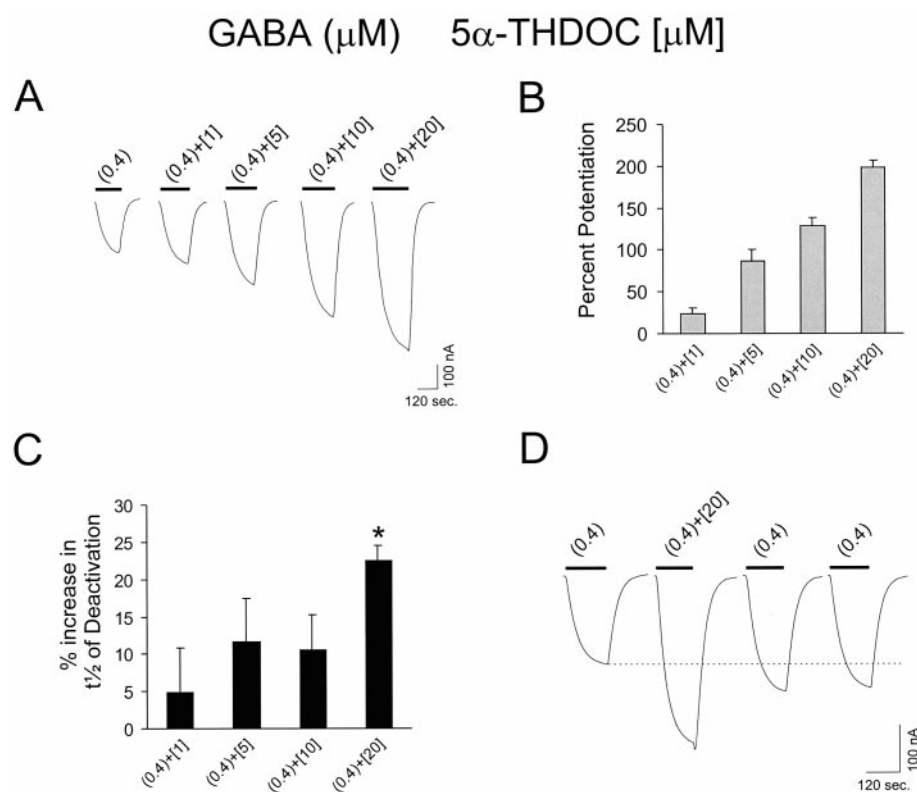 GABA (μM) 5α-THDOC [μM]
A
(0.4)
(0.4)+[1]
(0.4)+[5]
(0.4)+[10]
(0.4)+[20]
100 nA
120 sec.
B
Percent Potentiation
250
200
150
100
50
0
(0.4)+[1]
(0.4)+[5]
(0.4)+[10]
(0.4)+[20]
C
% increase in
t½ of Deactivation
30
25
20
15
10
5
0
*
(0.4)+[1]
(0.4)+[5]
(0.4)+[10]
(0.4)+[20]
D
(0.4)
(0.4)+[20]
(0.4)
(0.4)
100 nA
120 sec.